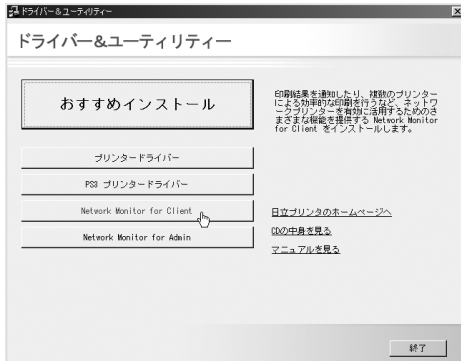 ドライバー&ユーティリティー
ドライバー&ユーティリティー
おすすめインストール
プリンタードライバー
PS3 プリンタードライバー
Network Monitor for Client
Network Monitor for Admin
印刷結果を通知したり、複数のプリンター
による効率的な印刷を行うなど、ネットワ
ークプリンターを有効に活用するためのさ
まざまな機能を提供する Network Monitor
for Client をインストールします。
日立プリンタのホームページへ
CDの中身を見る
マニュアルを見る
終了